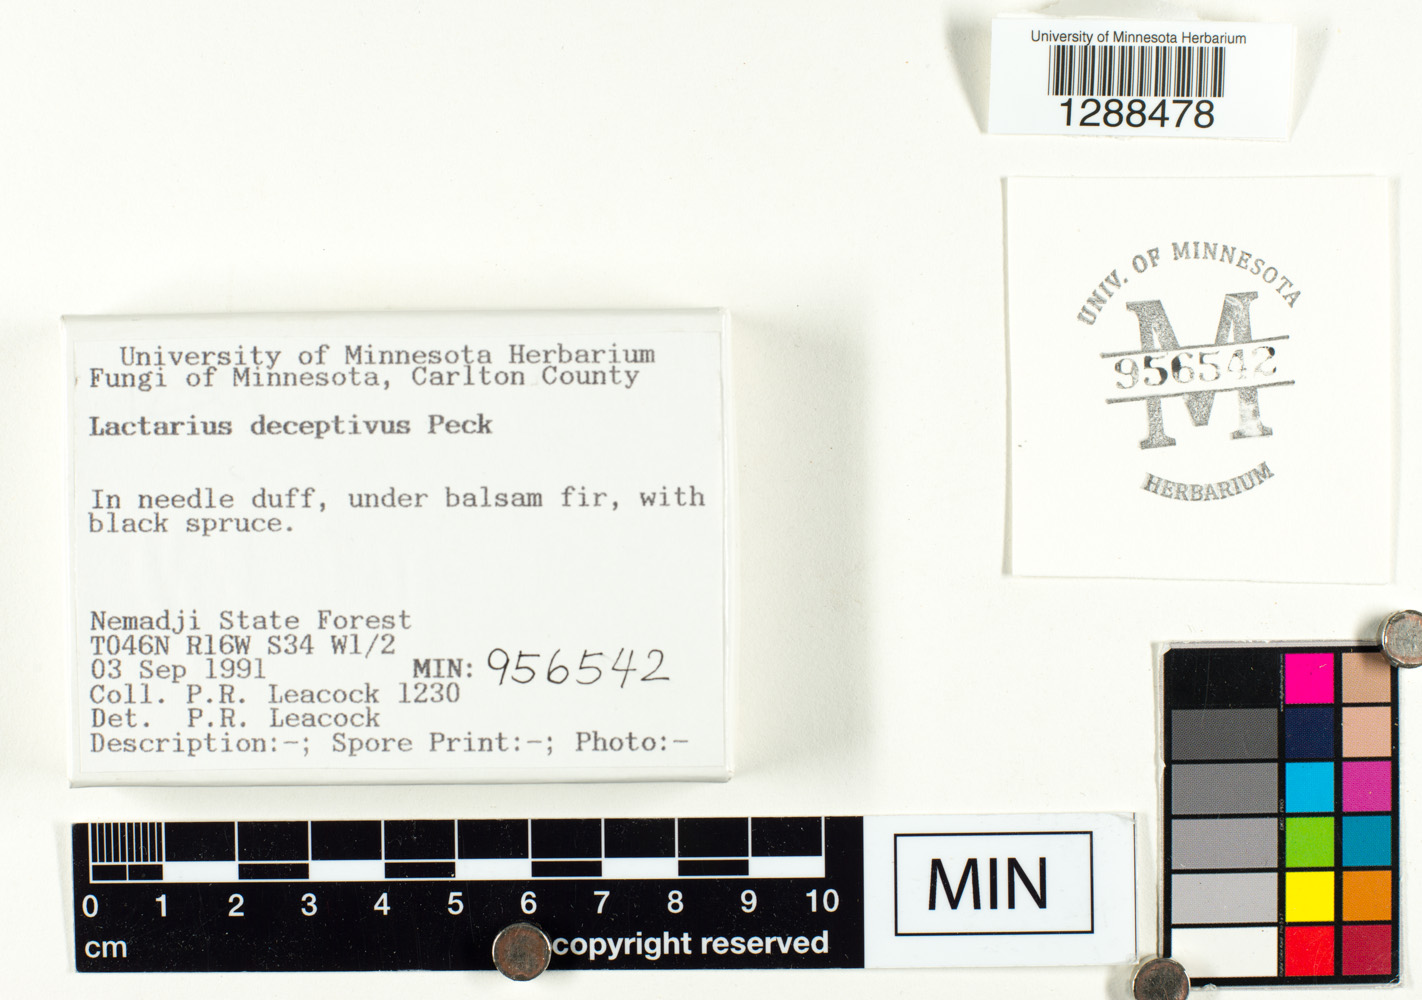 University of Minnesota Herbarium
1288478
UNIV. OF MINNESOTA
M
956542
HERBARIUM
University of Minnesota Herbarium
Fungi of Minnesota, Carlton County
Lactarius deceptivus Peck
In needle duff, under balsam fir, with
black spruce.
Nemadji State Forest
T046N R16W S34 W1/2
03 Sep 1991 MIN: 956542
Coll. P.R. Leacock 1230
Det. P.R. Leacock
Description:-; Spore Print:-; Photo:-
0 1 2 3 4 5 6 7 8 9 10
cm copyright reserved
MIN